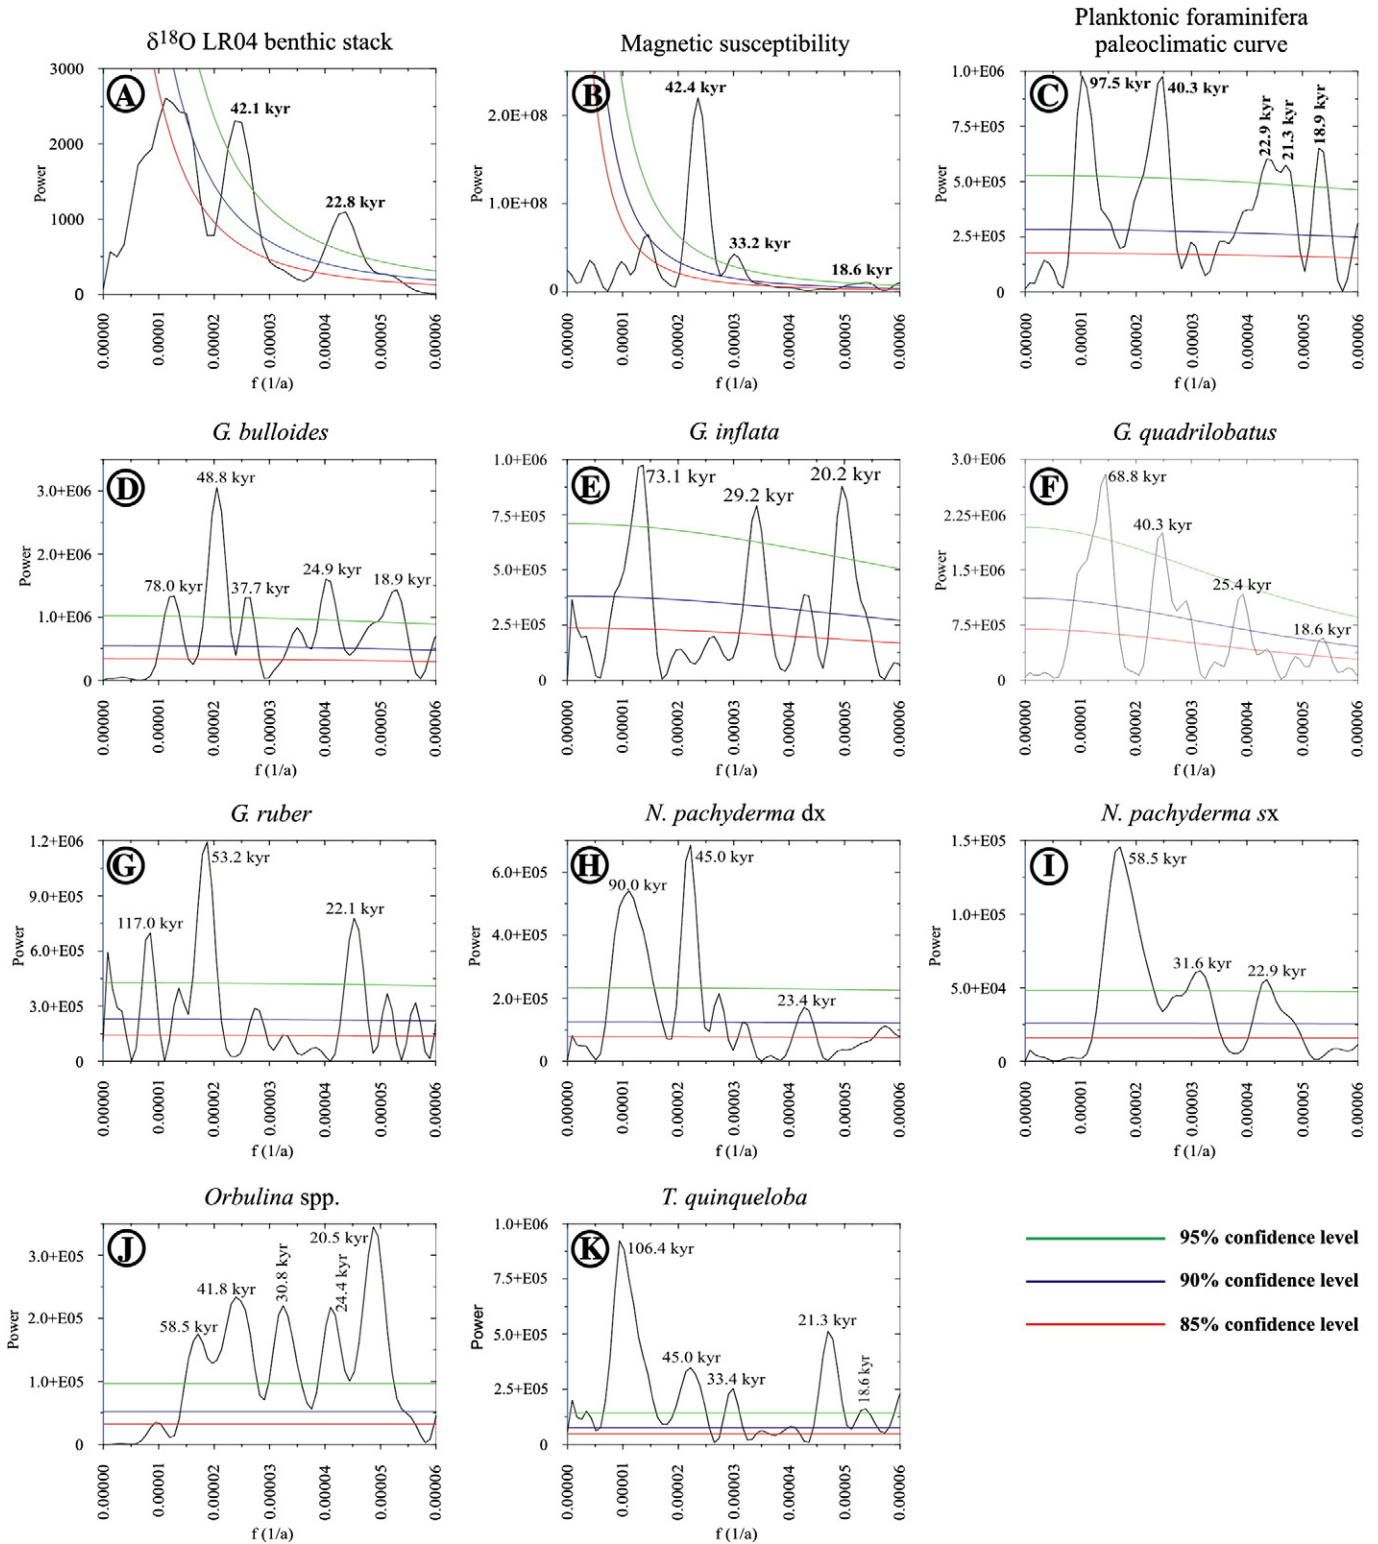 δ18O LR04 benthic stack
A
3000
2000
1000
0
Power
42.1 kyr
22.8 kyr
0.00000
0.00001
0.00002
0.00003
0.00004
0.00005
0.00006
f (1/a)
Magnetic susceptibility
B
2.0E+08
1.0E+08
0
Power
42.4 kyr
33.2 kyr
18.6 kyr
0.00000
0.00001
0.00002
0.00003
0.00004
0.00005
0.00006
f (1/a)
Planktonic foraminifera
paleoclimatic curve
C
1.0+E06
7.5+E05
5.0+E05
2.5+E05
0
Power
97.5 kyr
40.3 kyr
22.9 kyr
21.3 kyr
18.9 kyr
0.00000
0.00001
0.00002
0.00003
0.00004
0.00005
0.00006
f (1/a)
G. bulloides
D
3.0+E06
2.0+E06
1.0+E06
0
Power
78.0 kyr
48.8 kyr
37.7 kyr
24.9 kyr
18.9 kyr
0.00000
0.00001
0.00002
0.00003
0.00004
0.00005
0.00006
f (1/a)
G. inflata
E
1.0+E06
7.5+E05
5.0+E05
2.5+E05
0
Power
73.1 kyr
29.2 kyr
20.2 kyr
0.00000
0.00001
0.00002
0.00003
0.00004
0.00005
0.00006
f (1/a)
G. quadrilobatus
F
3.0+E06
2.25+E06
1.5+E06
7.5+E05
0
Power
68.8 kyr
40.3 kyr
25.4 kyr
18.6 kyr
0.00000
0.00001
0.00002
0.00003
0.00004
0.00005
0.00006
f (1/a)
G. ruber
G
1.2+E06
9.0+E05
6.0+E05
3.0+E05
0
Power
117.0 kyr
53.2 kyr
22.1 kyr
0.00000
0.00001
0.00002
0.00003
0.00004
0.00005
0.00006
f (1/a)
N. pachyderma dx
H
6.0+E05
4.0+E05
2.0+E05
0
Power
90.0 kyr
45.0 kyr
23.4 kyr
0.00000
0.00001
0.00002
0.00003
0.00004
0.00005
0.00006
f (1/a)
N. pachyderma sx
I
1.5+E05
1.0+E05
5.0+E04
0
Power
58.5 kyr
31.6 kyr
22.9 kyr
0.00000
0.00001
0.00002
0.00003
0.00004
0.00005
0.00006
f (1/a)
Orbulina spp.
J
3.0+E05
2.0+E05
1.0+E05
0
Power
58.5 kyr
41.8 kyr
30.8 kyr
24.4 kyr
20.5 kyr
0.00000
0.00001
0.00002
0.00003
0.00004
0.00005
0.00006
f (1/a)
T. quinqueloba
K
1.0+E06
7.5+E05
5.0+E05
2.5+E05
0
Power
106.4 kyr
45.0 kyr
33.4 kyr
21.3 kyr
18.6 kyr
0.00000
0.00001
0.00002
0.00003
0.00004
0.00005
0.00006
f (1/a)
95% confidence level
90% confidence level
85% confidence level